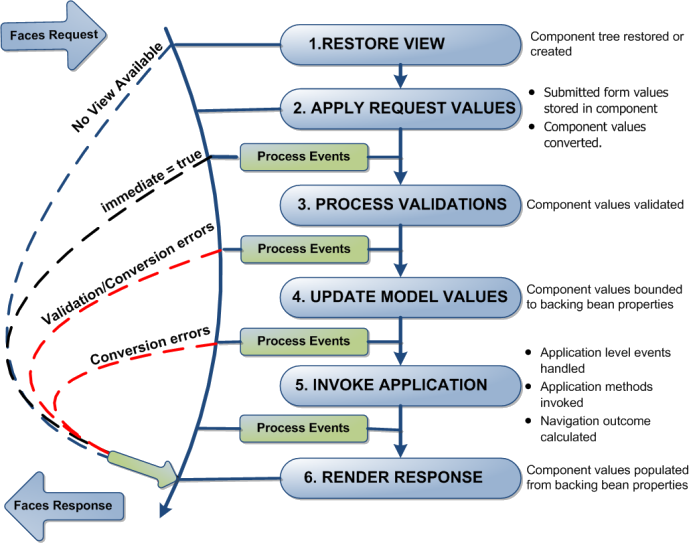 Faces Request
1.RESTORE VIEW
Component tree restored or
created
No View Available
2. APPLY REQUEST VALUES
• Submitted form values
stored in component
• Component values
converted.
immediate = true
Process Events
3. PROCESS VALIDATIONS
Component values validated
Validation/Conversion errors
Process Events
4. UPDATE MODEL VALUES
Component values bounded
to backing bean properties
Conversion errors
Process Events
5. INVOKE APPLICATION
• Application level events
handled
• Application methods
invoked
• Navigation outcome
calculated
Process Events
6. RENDER RESPONSE
Component values populated
from backing bean properties
Faces Response